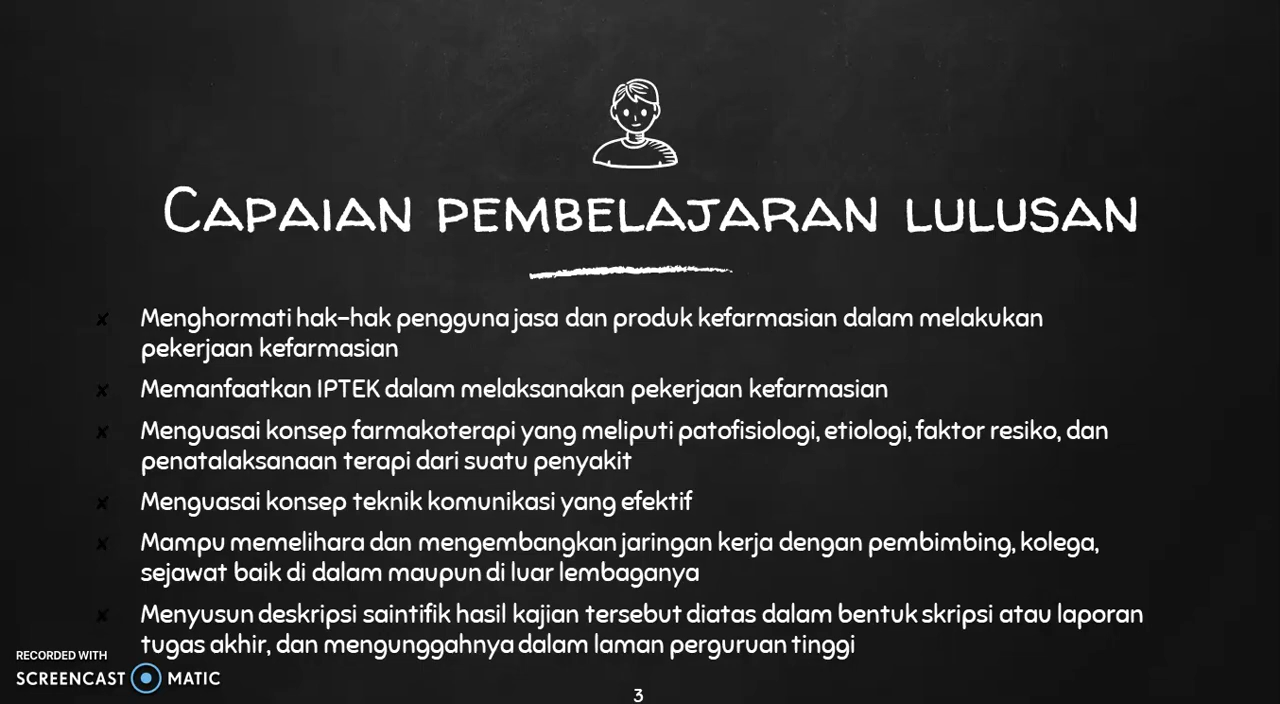 CAPAIAN PEMBELAJARAN LULUSAN
Menghormati hak-hak pengguna jasa dan produk kefarmasian dalam melakukan
pekerjaan kefarmasian
Memanfaatkan IPTEK dalam melaksanakan pekerjaan kefarmasian
Menguasai konsep farmakoterapi yang meliputi patofisiologi, etiologi, faktor resiko, dan
penatalaksanaan terapi dari suatu penyakit
Menguasai konsep teknik komunikasi yang efektif
Mampu memelihara dan mengembangkan jaringan kerja dengan pembimbing, kolega,
sejawat baik di dalam maupun di luar lembaganya
Menyusun deskripsi saintifik hasil kajian tersebut diatas dalam bentuk skripsi atau laporan
tugas akhir, dan mengunggahnya dalam laman perguruan tinggi
RECORDED WITH
SCREENCAST MATIC
3